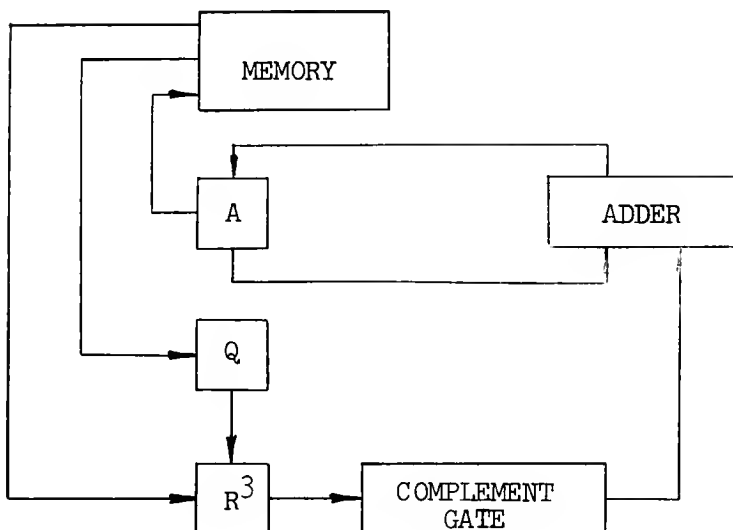 MEMORY
A
ADDER
Q
R³
COMPLEMENT
GATE